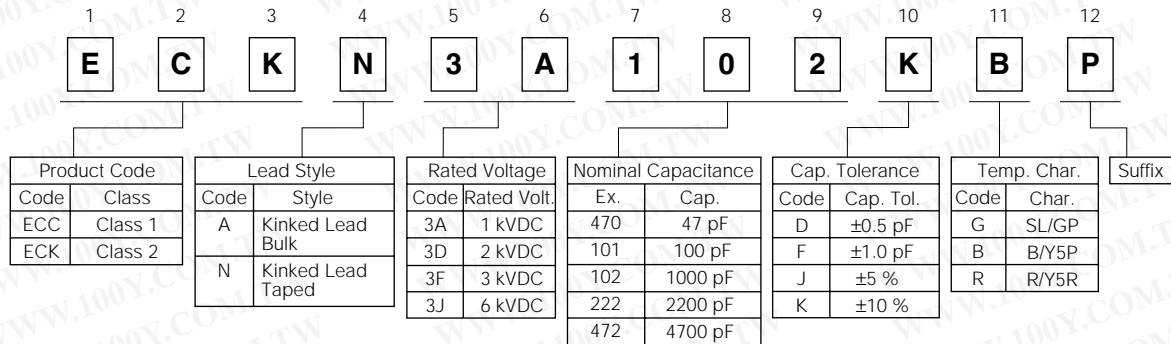 1 2 3 4 5 6 7 8 9 10 11 12
E C K N 3 A 1 0 2 K B P
Product Code
Code Class
ECC Class 1
ECK Class 2
Lead Style
Code Style
A Kinked Lead Bulk
N Kinked Lead Taped
Rated Voltage
Code Rated Volt.
3A 1 kVDC
3D 2 kVDC
3F 3 kVDC
3J 6 kVDC
Nominal Capacitance
Ex. Cap.
470 47 pF
101 100 pF
102 1000 pF
222 2200 pF
472 4700 pF
Cap. Tolerance
Code Cap. Tol.
D ±0.5 pF
F ±1.0 pF
J ±5 %
K ±10 %
Temp. Char.
Code Char.
G SL/GP
B B/Y5P
R R/Y5R
Suffix
WWW.100Y.COM.TW